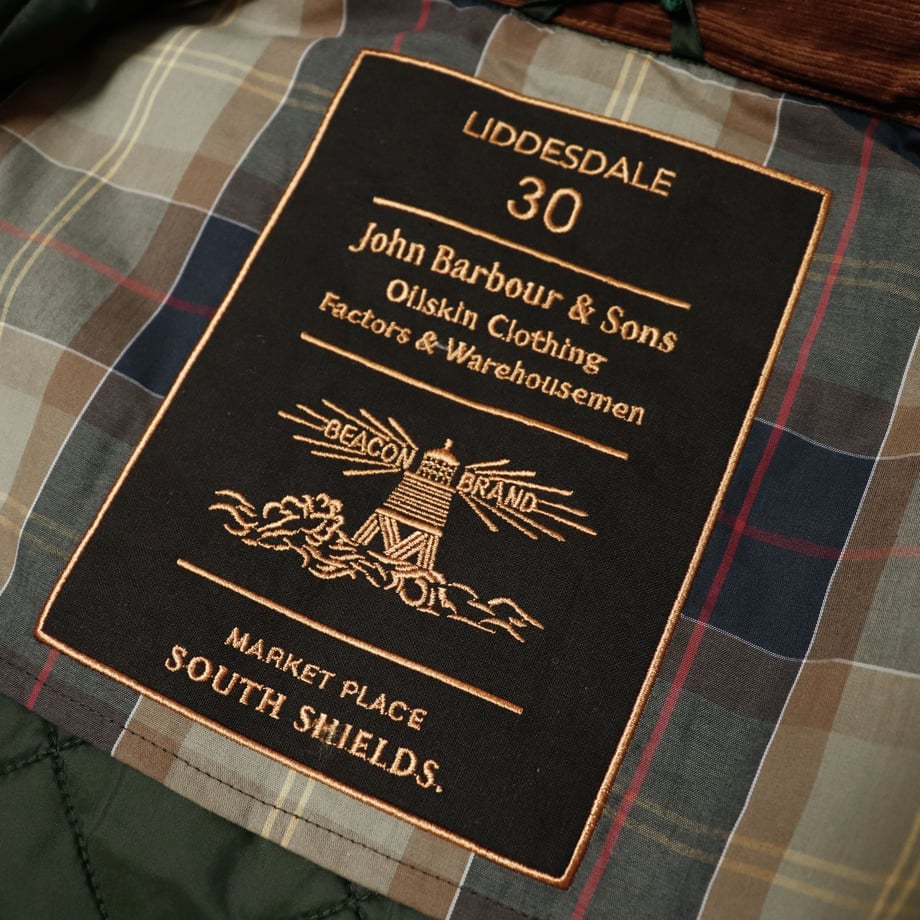 LIDDESDALE
30
John Barbour & Sons
Oilskin Clothing
Factors & Warehousemen
BEACON BRAND
MARKET PLACE
SOUTH SHIELDS.